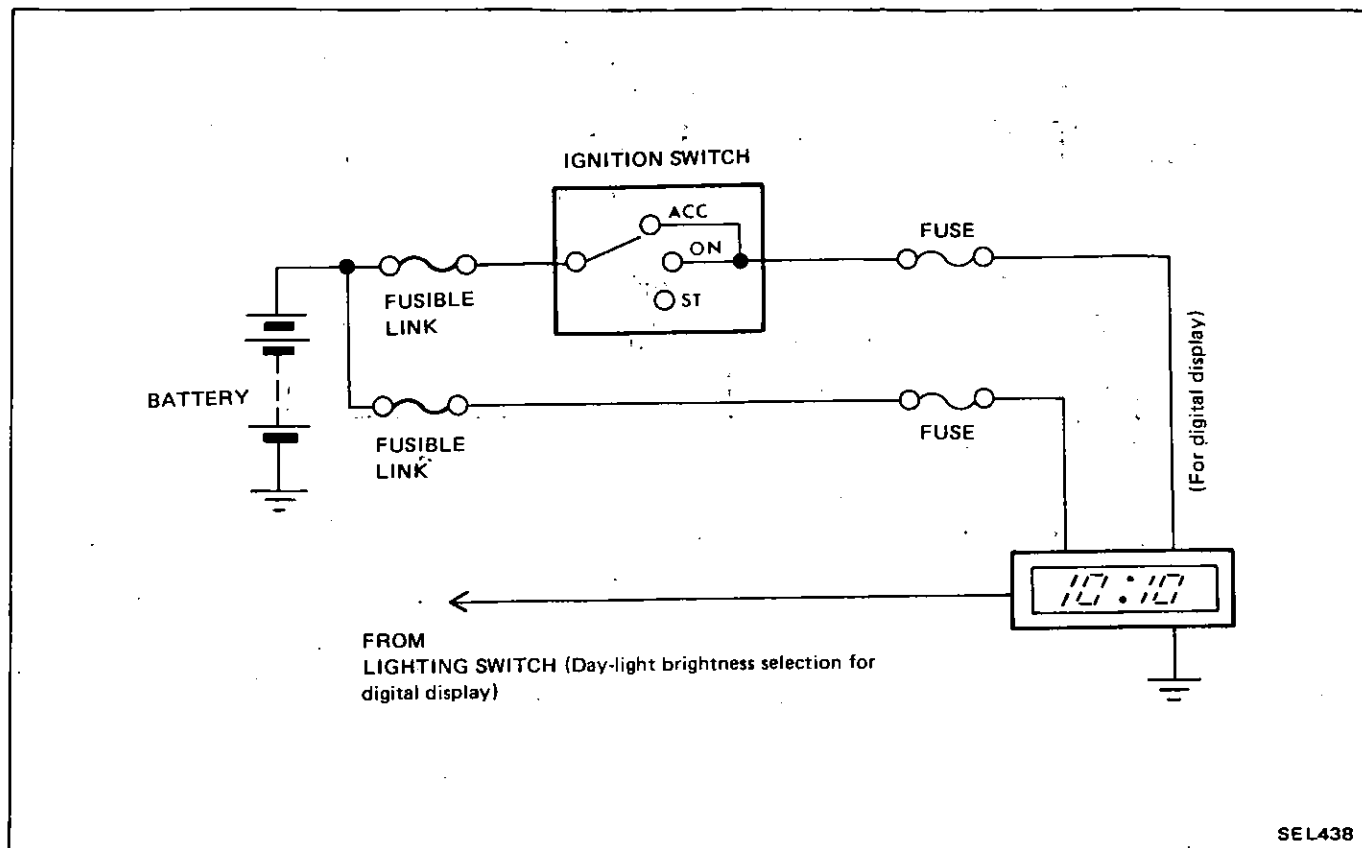 IGNITION SWITCH
ACC
ON
ST
FUSE
FUSIBLE
LINK
(For digital display)
BATTERY
FUSIBLE
LINK
FUSE
10:10
FROM
LIGHTING SWITCH (Day-light brightness selection for
digital display)
SEL438